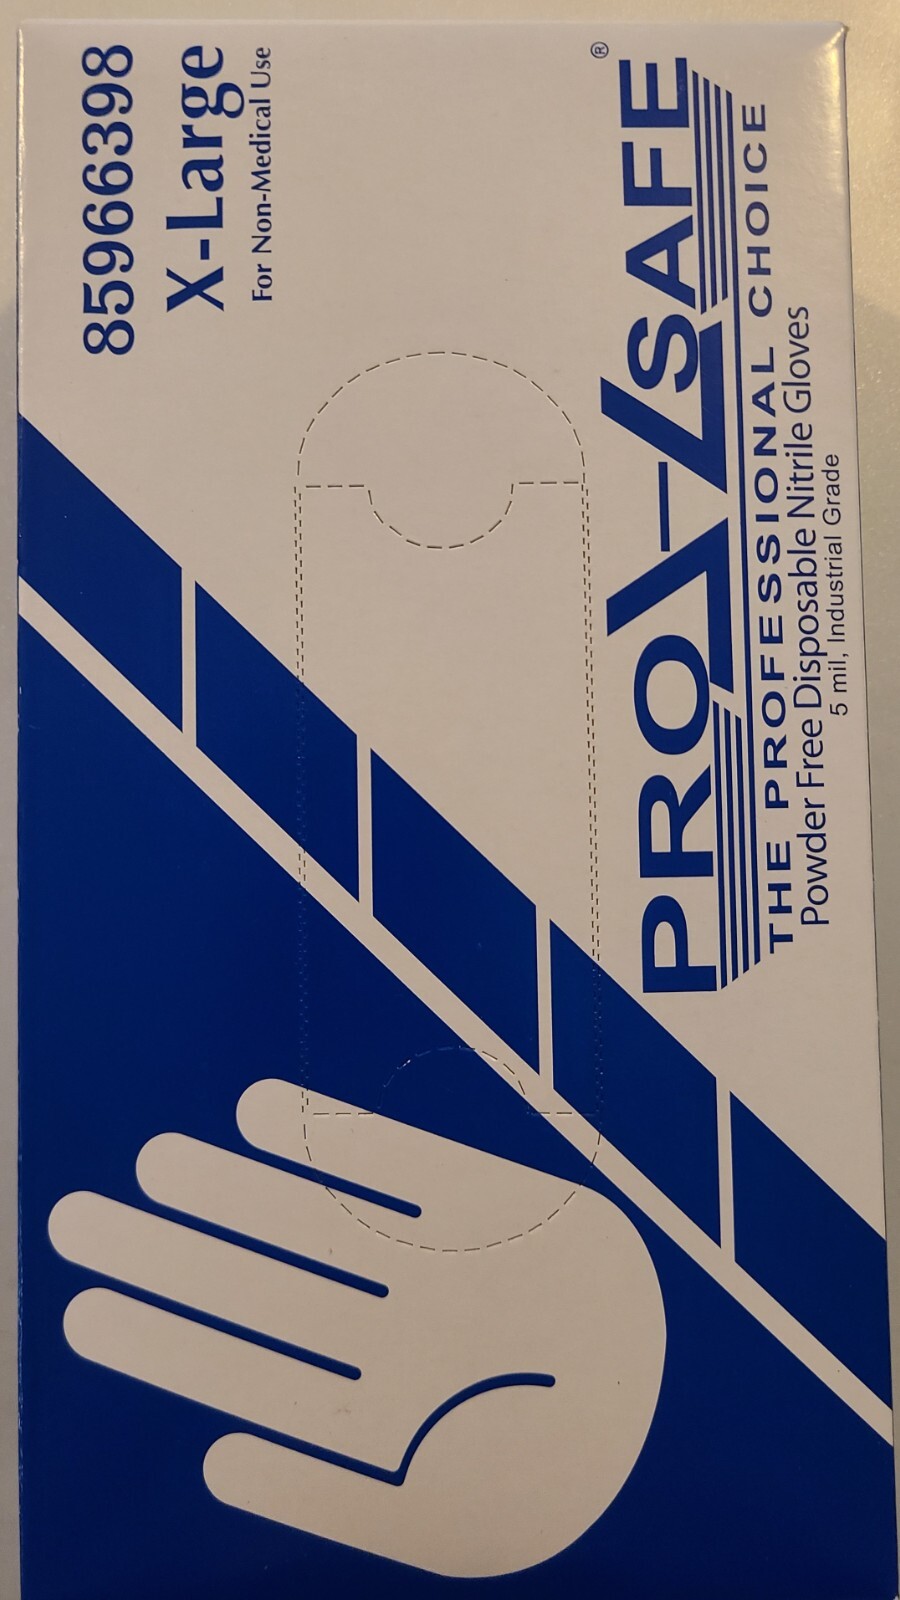 85966398
X-Large
For Non-Medical Use
PRO-SAFE®
THE PROFESSIONAL CHOICE
Powder Free Disposable Nitrile Gloves
5 mil, Industrial Grade